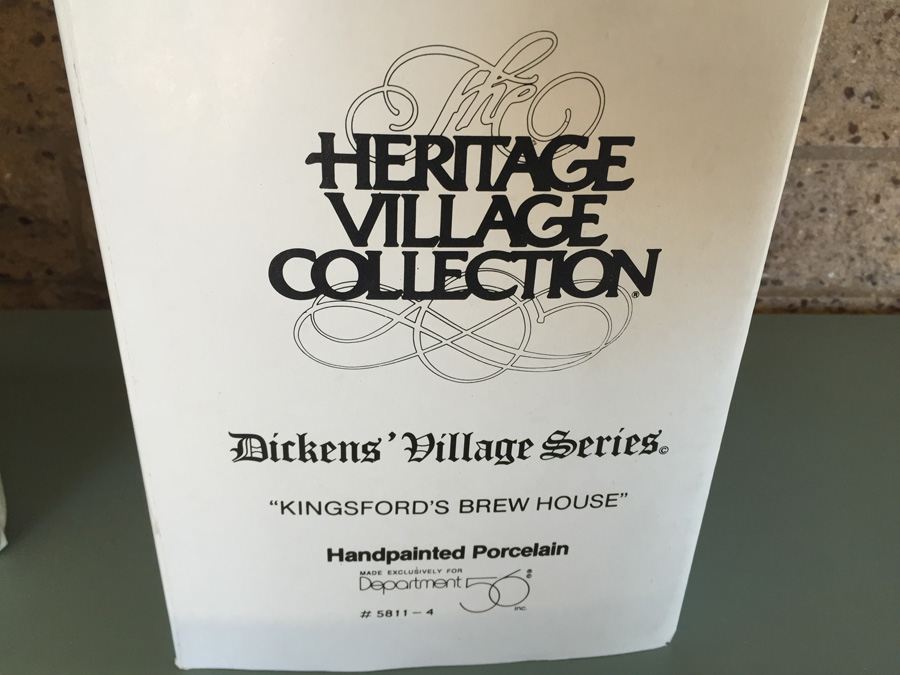 The
HERITAGE
VILLAGE
COLLECTION®
Dickens' Village Series©
“KINGSFORD'S BREW HOUSE”
Handpainted Porcelain
MADE EXCLUSIVELY FOR
Department 56 ®© inc.
# 5811–4